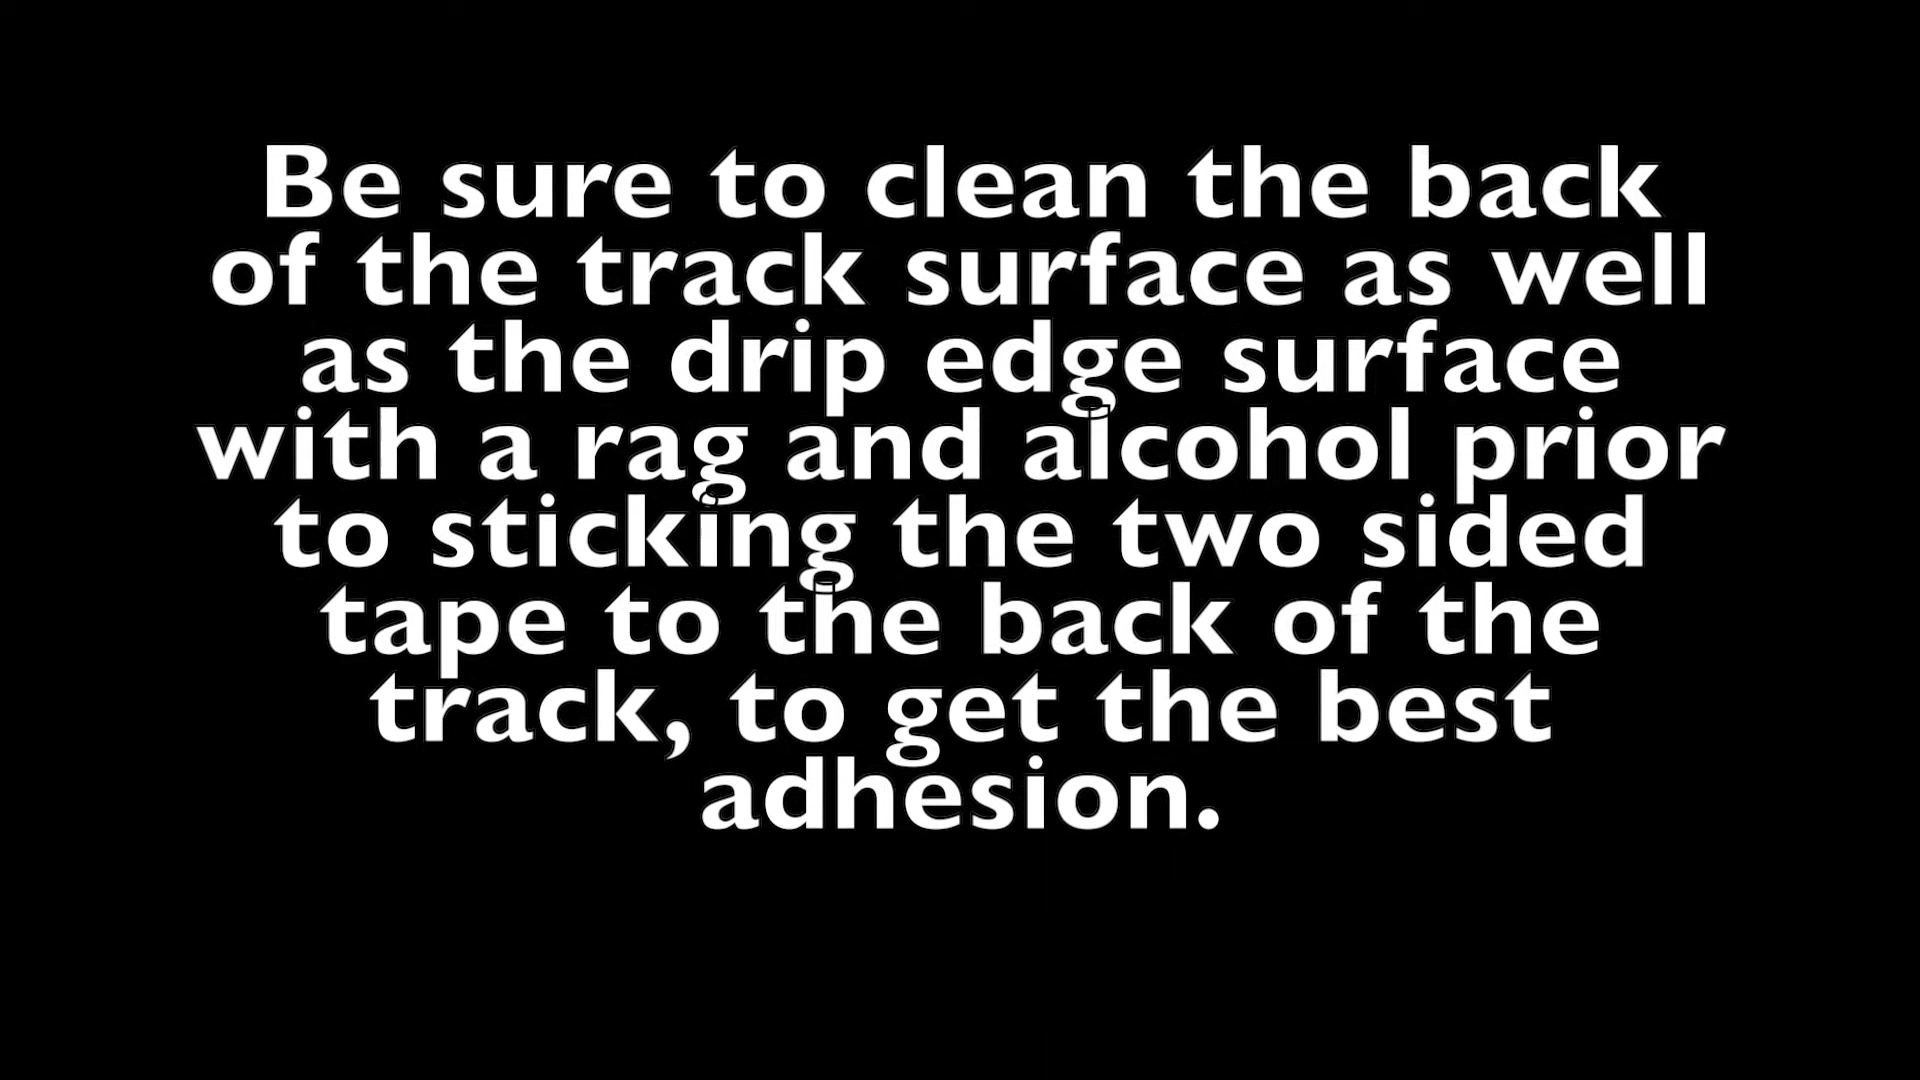 Be sure to clean the back
of the track surface as well
as the drip edge surface
with a rag and alcohol prior
to sticking the two sided
tape to the back of the
track, to get the best
adhesion.